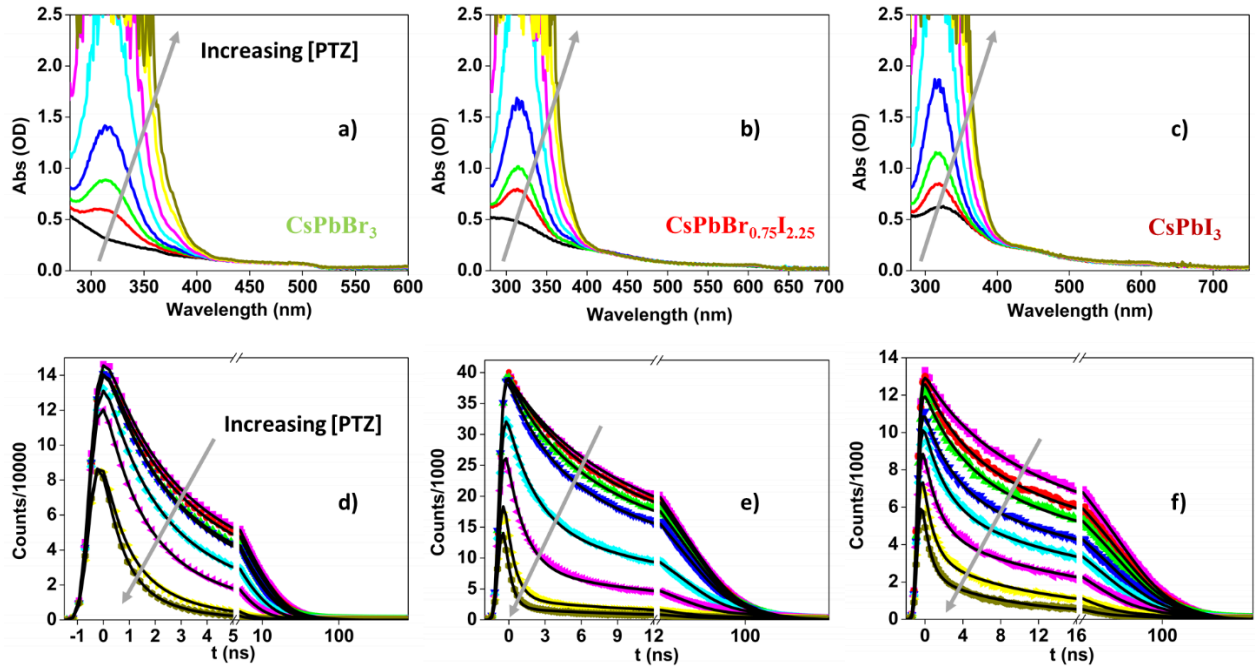 Increasing [PTZ]
a)
CsPbBr3
Abs (OD)
2.5
2.0
1.5
1.0
0.5
0.0
300 350 400 450 500 550 600
Wavelength (nm)
b)
CsPbBr0.75I2.25
Abs (OD)
2.5
2.0
1.5
1.0
0.5
0.0
300 350 400 450 500 550 600 650 700
Wavelength (nm)
c)
CsPbI3
Abs (OD)
2.5
2.0
1.5
1.0
0.5
0.0
300 400 500 600 700
Wavelength (nm)
Increasing [PTZ]
d)
Counts/10000
14
12
10
8
6
4
2
0
-1 0 1 2 3 4 5 10 100
t (ns)
e)
Counts/1000
40
35
30
25
20
15
10
5
0
0 3 6 9 12 100
t (ns)
f)
Counts/1000
14
12
10
8
6
4
2
0
0 4 8 12 16 100
t (ns)